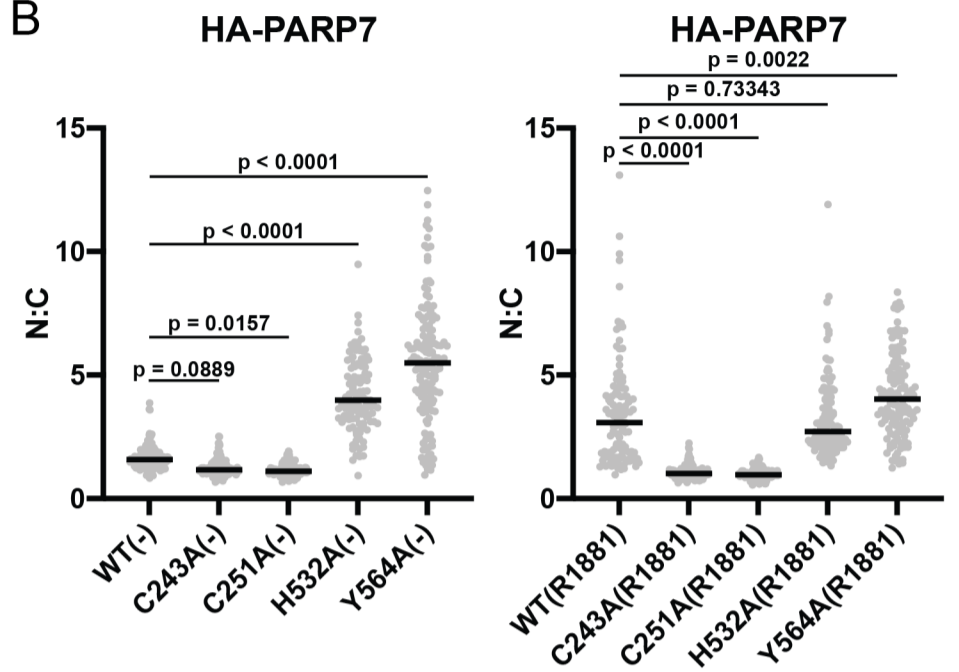 B
HA-PARP7
N:C
15
10
5
0
p < 0.0001
p < 0.0001
p = 0.0157
p = 0.0889
WT(-)
C243A(-)
C251A(-)
H532A(-)
Y564A(-)
HA-PARP7
N:C
15
10
5
0
p = 0.0022
p = 0.73343
p < 0.0001
p < 0.0001
WT(R1881)
C243A(R1881)
C251A(R1881)
H532A(R1881)
Y564A(R1881)